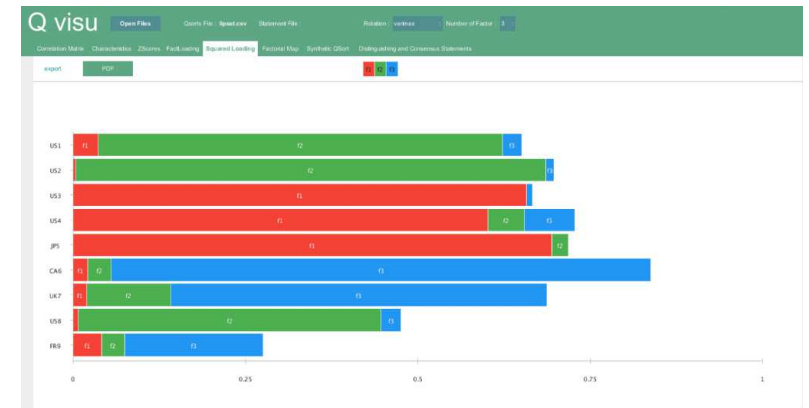 Q visu Open Files Qsorts File : lipset.csv Statement File : Rotation : varimax Number of Factor : 3
Correlation Matrix Characteristics ZScores FactLoading Squared Loading Factorial Map Synthetic QSort Distinguishing and Consensus Statements
export PDF f1 f2 f3
US1 f1 f2 f3
US2 f2 f3
US3 f1
US4 f1 f2 f3
JP5 f1 f2
CA6 f1 f2 f3
UK7 f1 f2 f3
US8 f2 f3
FR9 f1 f2 f3
0 0.25 0.5 0.75 1